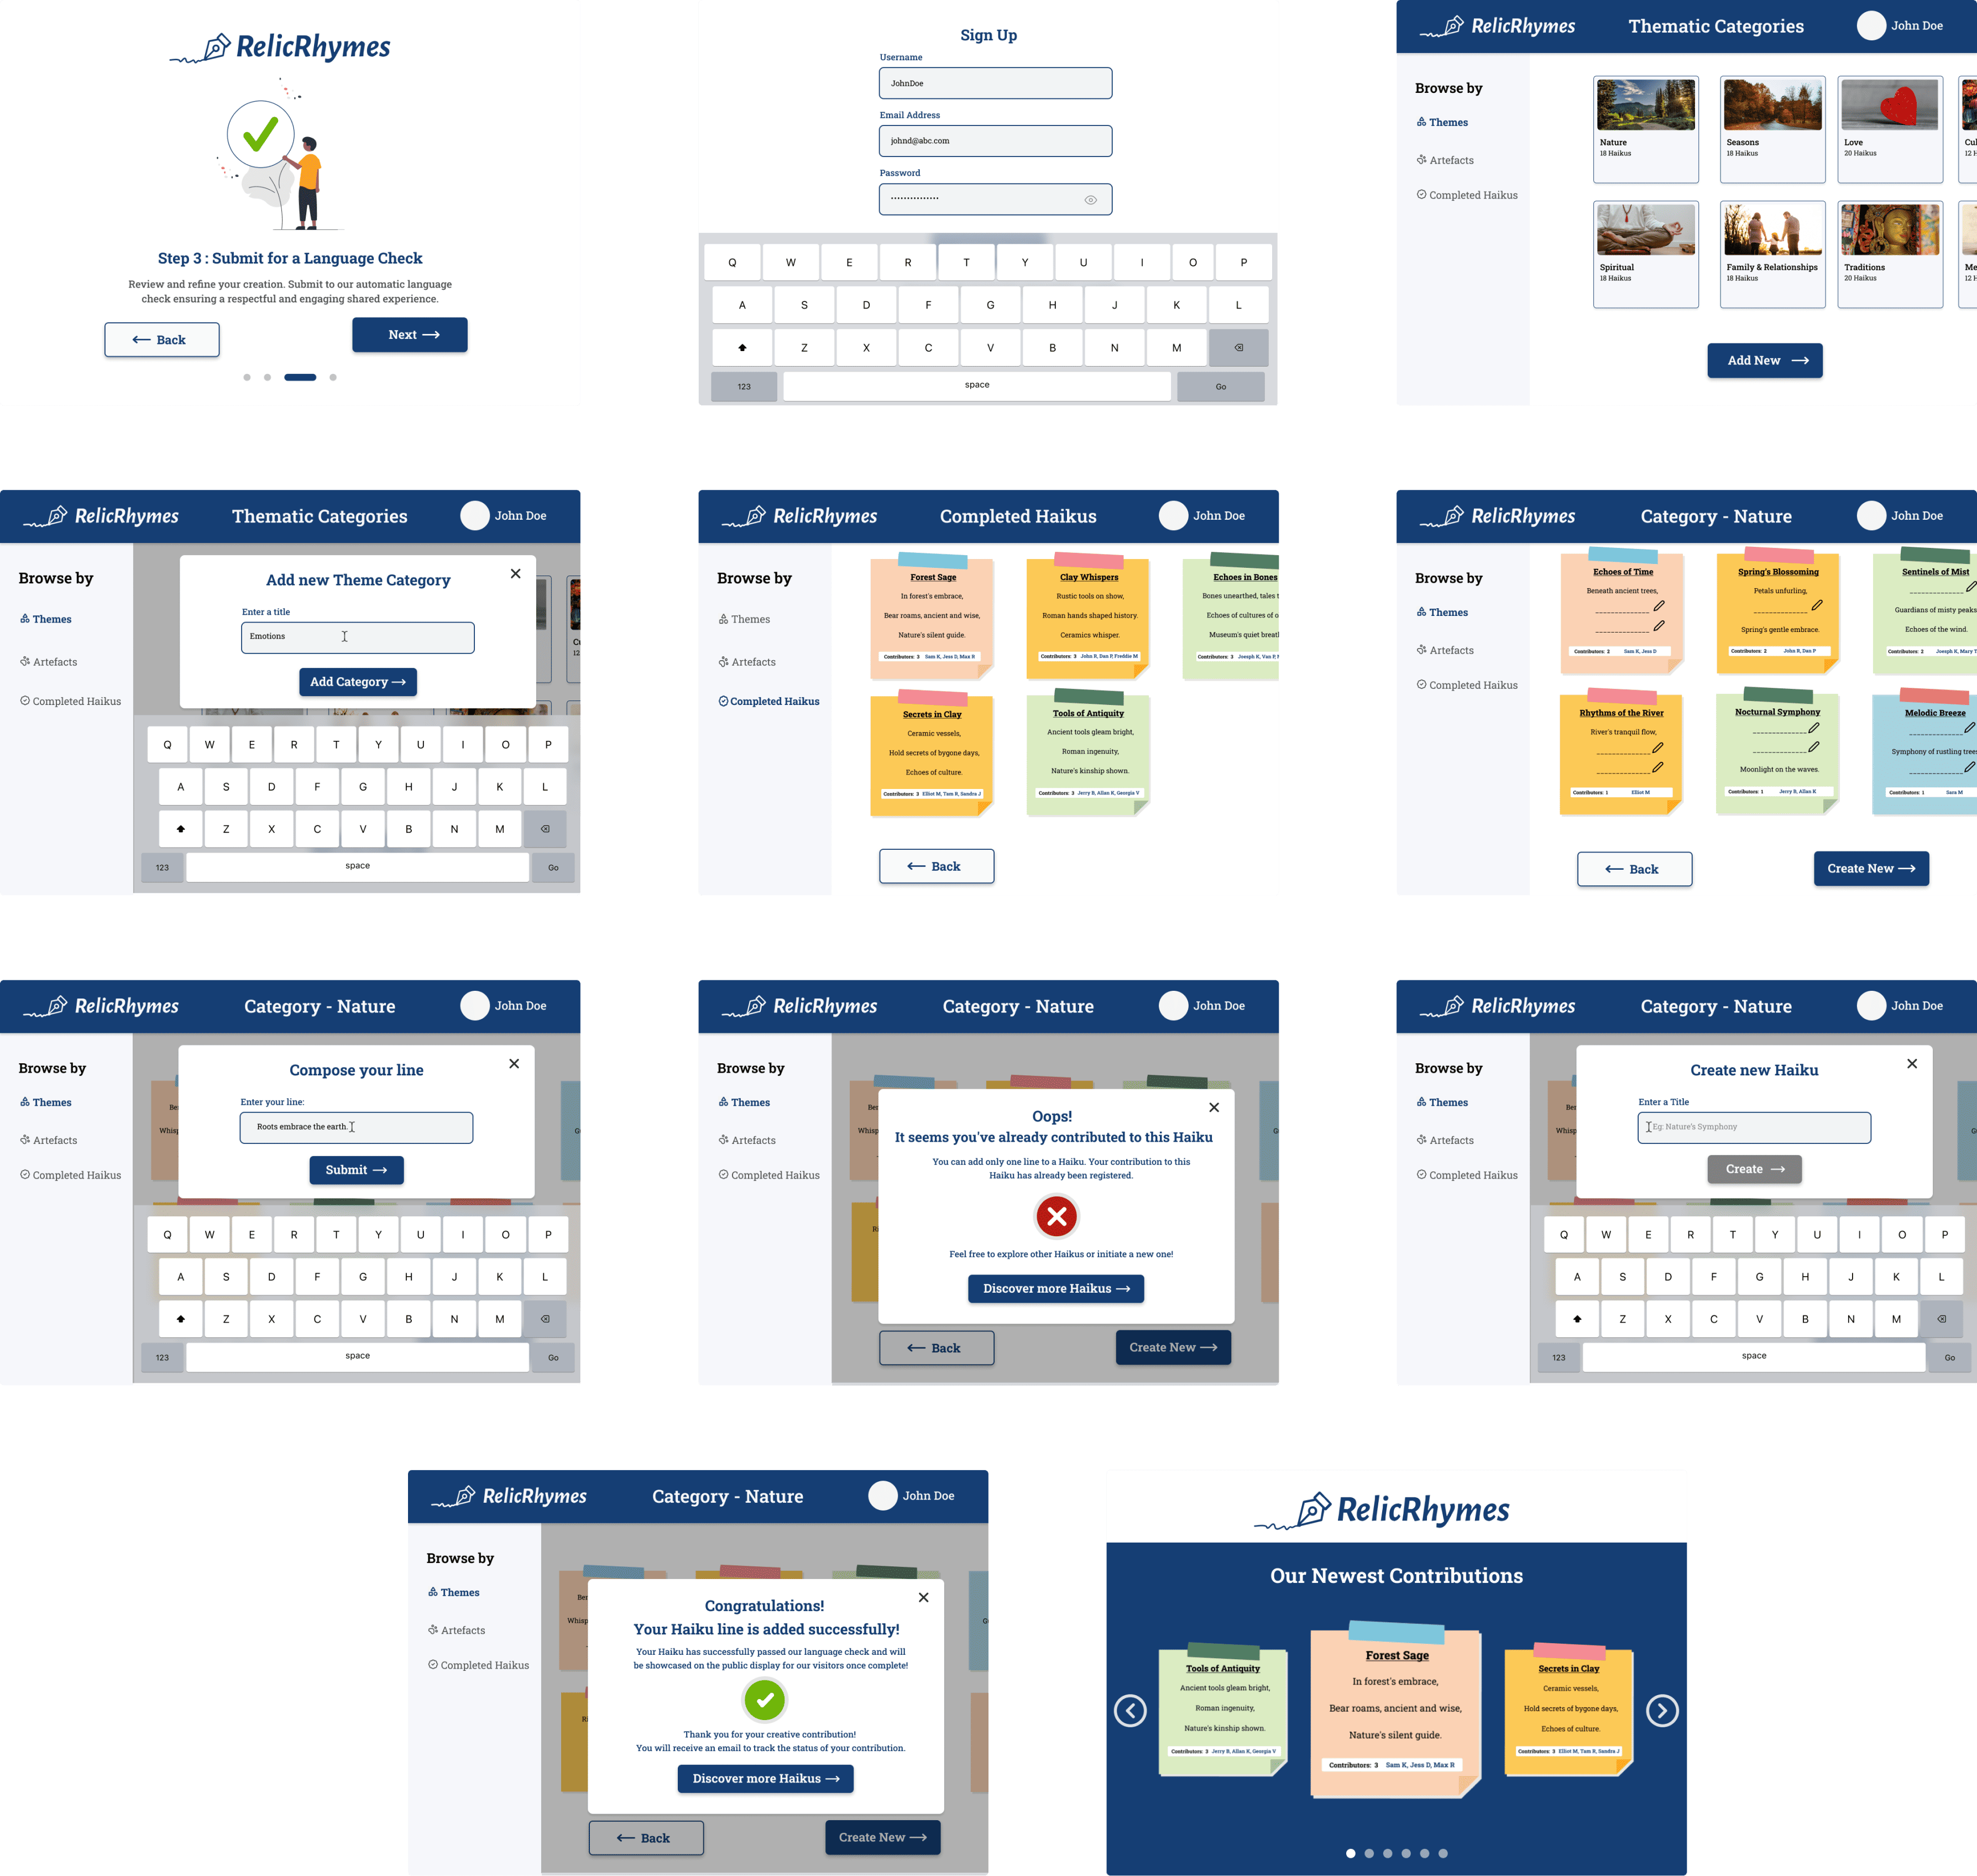 RelicRhymes
Step 3 : Submit for a Language Check
Review and refine your creation. Submit to our automatic language
check ensuring a respectful and engaging shared experience.
Back
Next
Sign Up
Username
JohnDoe
Email Address
johnd@abc.com
Password
Q W E R T Y U I O P
A S D F G H J K L
Z X C V B N M
123 space Go
RelicRhymes
Thematic Categories
John Doe
Browse by
Themes
Artefacts
Completed Haikus
Nature
18 Haikus
Seasons
18 Haikus
Love
20 Haikus
Spiritual
18 Haikus
Family & Relationships
18 Haikus
Traditions
20 Haikus
Add New
RelicRhymes
Thematic Categories
John Doe
Browse by
Themes
Artefacts
Completed Haikus
Add new Theme Category
Enter a title
Emotions
Add Category
Q W E R T Y U I O P
A S D F G H J K L
Z X C V B N M
123 space Go
RelicRhymes
Completed Haikus
John Doe
Browse by
Themes
Artefacts
Completed Haikus
Forest Sage
In forest's embrace,
Bear roams, ancient and wise,
Nature's silent guide.
Contributors: 3 Sam K, Jess D, Max R
Clay Whispers
Rustic tools on show,
Roman hands shaped history.
Ceramics whisper.
Contributors: 3 John R, Dan P, Freddie M
Echoes in Bones
Bones unearthed, tales
Echoes of cultures of
Museum's quiet
Contributors: 3 Joesph K, Van P,
Secrets in Clay
Ceramic vessels,
Hold secrets of bygone days,
Echoes of culture.
Contributors: 3 Elliot M, Tam R, Sandra J
Tools of Antiquity
Ancient tools gleam bright,
Roman ingenuity,
Nature's kinship shown.
Contributors: 3 Jerry B, Allan K, Georgia V
Back
RelicRhymes
Category - Nature
John Doe
Browse by
Themes
Artefacts
Completed Haikus
Echoes of Time
Beneath ancient trees,
Contributors: 2 Sam K, Jess D
Spring's Blossoming
Petals unfurling,
Spring's gentle embrace.
Contributors: 2 John R, Dan P
Sentinels of Mist
Guardians of misty peaks
Echoes of the wind.
Contributors: 2 Joesph K, Mary T
Rhythms of the River
River's tranquil flow,
Contributors: 1 Elliot M
Nocturnal Symphony
Moonlight on the waves.
Contributors: 1 Jerry B, Allan K
Melodic Breeze
Symphony of rustling trees
Contributors: 1 Sara M
Back
Create New
RelicRhymes
Category - Nature
John Doe
Browse by
Themes
Artefacts
Completed Haikus
Compose your line
Enter your line:
Roots embrace the earth.
Submit
Q W E R T Y U I O P
A S D F G H J K L
Z X C V B N M
123 space Go
RelicRhymes
Category - Nature
John Doe
Browse by
Themes
Artefacts
Completed Haikus
Oops!
It seems you've already contributed to this Haiku
You can add only one line to a Haiku. Your contribution to this
Haiku has already been registered.
Feel free to explore other Haikus or initiate a new one!
Discover more Haikus
Back
Create New
RelicRhymes
Category - Nature
John Doe
Browse by
Themes
Artefacts
Completed Haikus
Create new Haiku
Enter a Title
Eg: Nature's Symphony
Create
Q W E R T Y U I O P
A S D F G H J K L
Z X C V B N M
123 space Go
RelicRhymes
Category - Nature
John Doe
Browse by
Themes
Artefacts
Completed Haikus
Congratulations!
Your Haiku line is added successfully!
Your Haiku has successfully passed our language check and will
be showcased on the public display for our visitors once complete!
Thank you for your creative contribution!
You will receive an email to track the status of your contribution.
Discover more Haikus
Back
Create New
RelicRhymes
Our Newest Contributions
Tools of Antiquity
Ancient tools gleam bright,
Roman ingenuity,
Nature's kinship shown.
Contributors: 3 Jerry B, Allan K, Georgia V
Forest Sage
In forest's embrace,
Bear roams, ancient and wise,
Nature's silent guide.
Contributors: 3 Sam K, Jess D, Max R
Secrets in Clay
Ceramic vessels,
Hold secrets of bygone days,
Echoes of culture.
Contributors: 3 Elliot M, Tam R, Sandra J